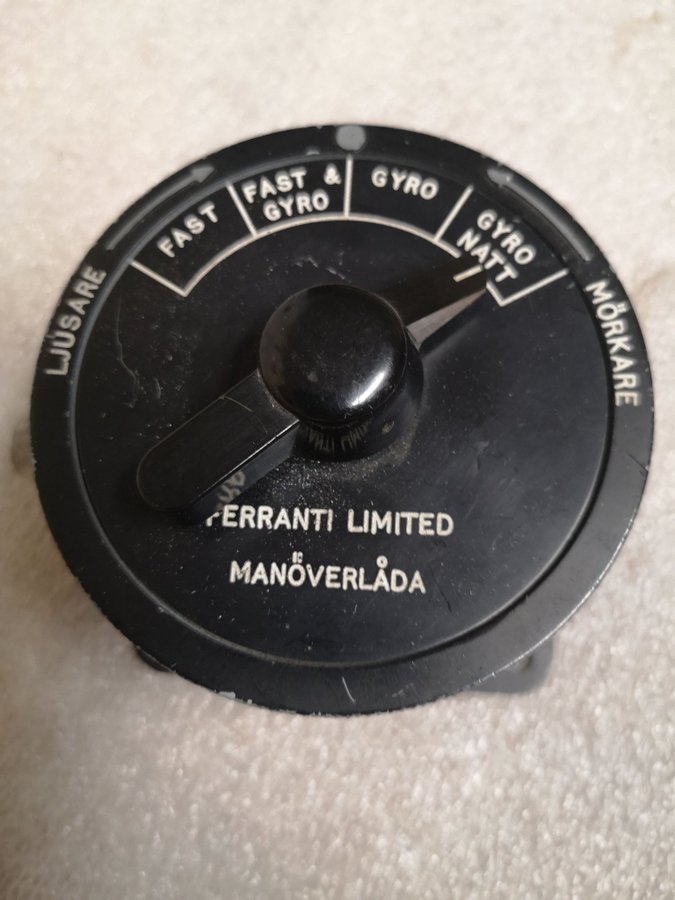 LJUSARE
FAST
FAST &
GYRO
GYRO
GYRO
NATT
MÖRKARE
FERRANTI LIMITED
MANÖVERLÅDA